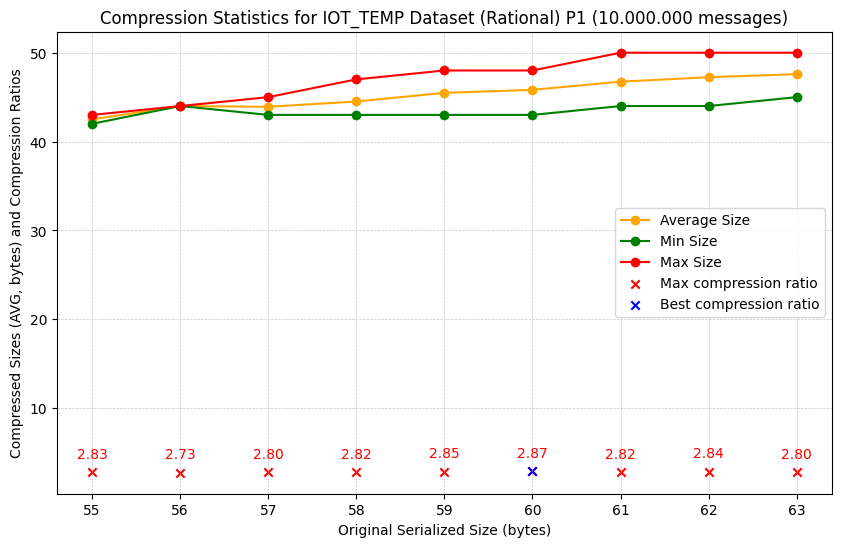 Compression Statistics for IOT_TEMP Dataset (Rational) P1 (10.000.000 messages)
Compressed Sizes (AVG, bytes) and Compression Ratios
50
40
30
20
10
Average Size
Min Size
Max Size
Max compression ratio
Best compression ratio
2.83 2.73 2.80 2.82 2.85 2.87 2.82 2.84 2.80
55 56 57 58 59 60 61 62 63
Original Serialized Size (bytes)